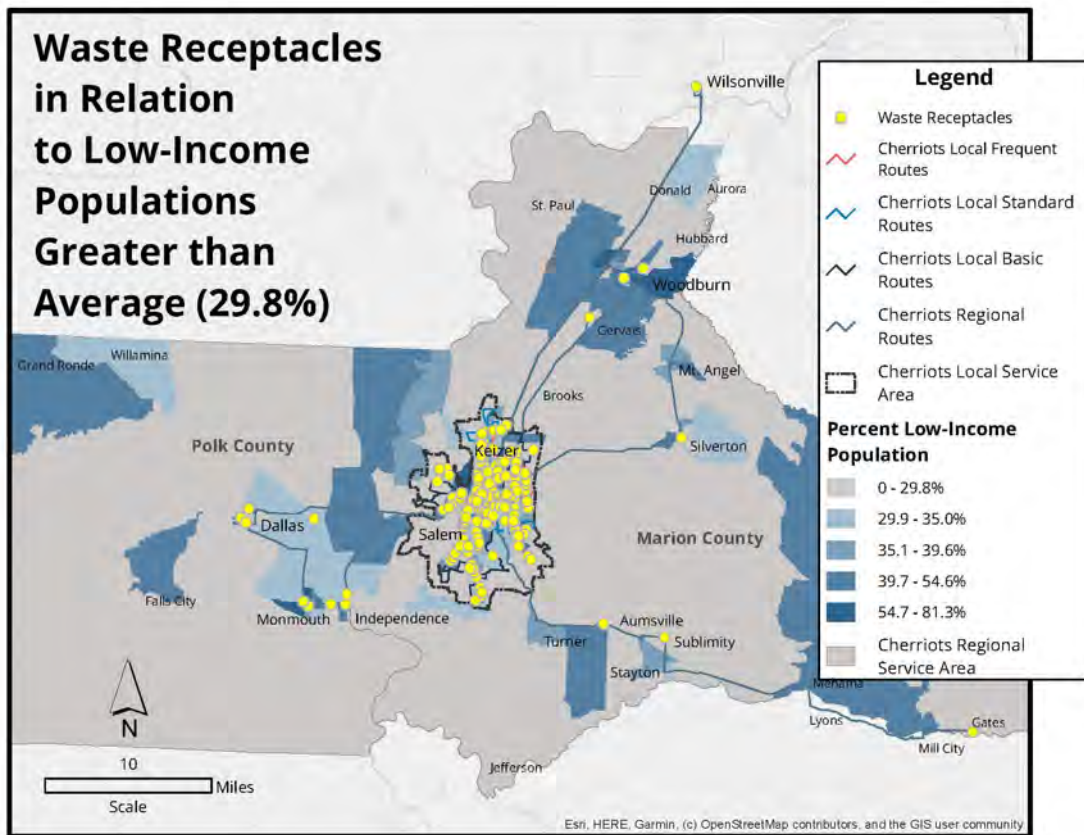 Waste Receptacles
in Relation
to Low-Income
Populations
Greater than
Average (29.8%)
Legend
Waste Receptacles
Cherriots Local Frequent
Routes
Cherriots Local Standard
Routes
Cherriots Local Basic
Routes
Cherriots Regional
Routes
Cherriots Local Service
Area
Percent Low-Income
Population
0 - 29.8%
29.9 - 35.0%
35.1 - 39.6%
39.7 - 54.6%
54.7 - 81.3%
Cherriots Regional
Service Area
Wilsonville
Donald
Aurora
St. Paul
Hubbard
Woodburn
Gervais
Willamina
Grand Ronde
Mt. Angel
Brooks
Polk County
Keizer
Silverton
Dallas
Salem
Marion County
Falls City
Monmouth
Independence
Aumsville
Turner
Sublimity
Stayton
Mehama
Lyons
Gates
Mill City
Jefferson
N
10
Miles
Scale
Esri, HERE, Garmin, (c) OpenStreetMap contributors, and the GIS user community